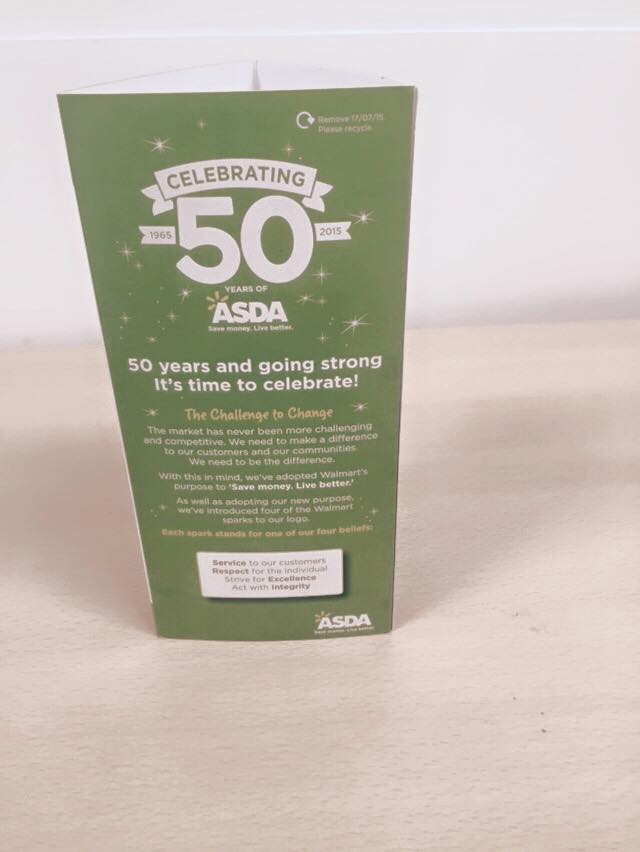 Remove 17/07/15
Please recycle
CELEBRATING
1965 50 2015
YEARS OF
ASDA
Save money. Live better.
50 years and going strong
It's time to celebrate!
The Challenge to Change
The market has never been more challenging
and competitive. We need to make a difference
to our customers and our communities.
We need to be the difference.
With this in mind, we've adopted Walmart's
purpose to 'Save money. Live better.'
As well as adopting our new purpose,
we've introduced four of the Walmart
sparks to our logo.
Each spark stands for one of our four beliefs:
Service to our customers
Respect for the individual
Strive for Excellence
Act with Integrity
ASDA
Save money. Live better.